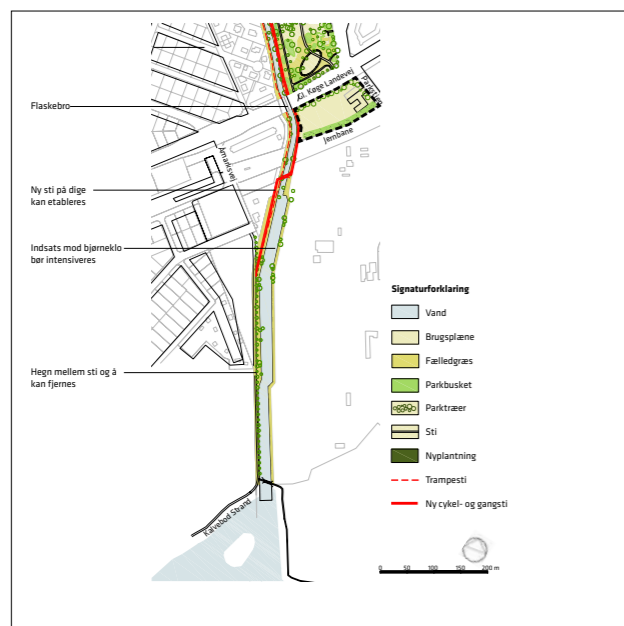 Flaskebro
Gl. Køge Landevej
Jernbane
Ny sti på dige
kan etableres
Indsats mod bjørneklo
bør intensiveres
Hegn mellem sti og å
kan fjernes
Kalvebod Strand
Signaturforklaring
Vand
Brugsplæne
Fælledgræs
Parkbusket
Parktræer
Sti
Nyplantning
Trampesti
Ny cykel- og gangsti
0 50 100 200 m